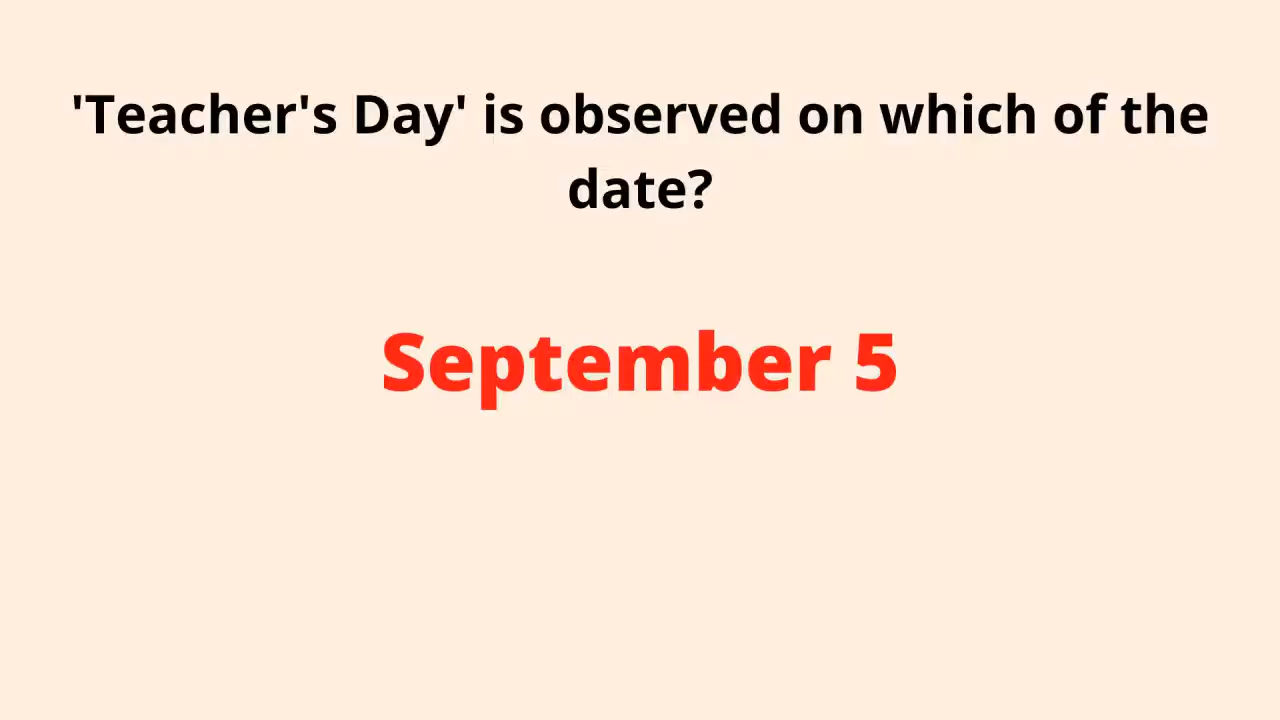 'Teacher's Day' is observed on which of the
date?
September 5